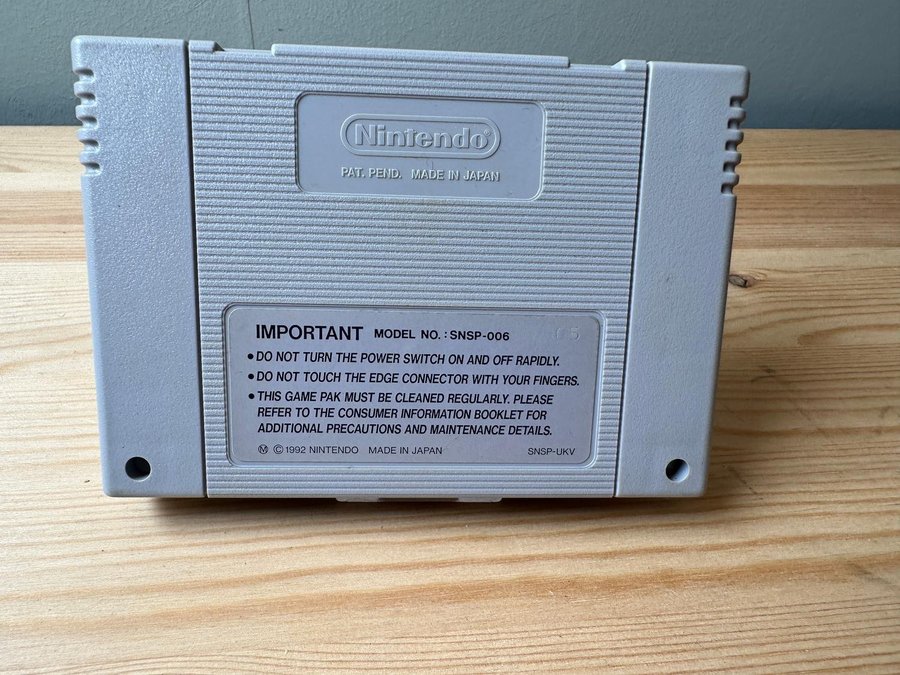 Nintendo®
PAT. PEND. MADE IN JAPAN
IMPORTANT MODEL NO. : SNSP-006
• DO NOT TURN THE POWER SWITCH ON AND OFF RAPIDLY.
• DO NOT TOUCH THE EDGE CONNECTOR WITH YOUR FINGERS.
• THIS GAME PAK MUST BE CLEANED REGULARLY. PLEASE
REFER TO THE CONSUMER INFORMATION BOOKLET FOR
ADDITIONAL PRECAUTIONS AND MAINTENANCE DETAILS.
Ⓜ © 1992 NINTENDO MADE IN JAPAN SNSP-UKV